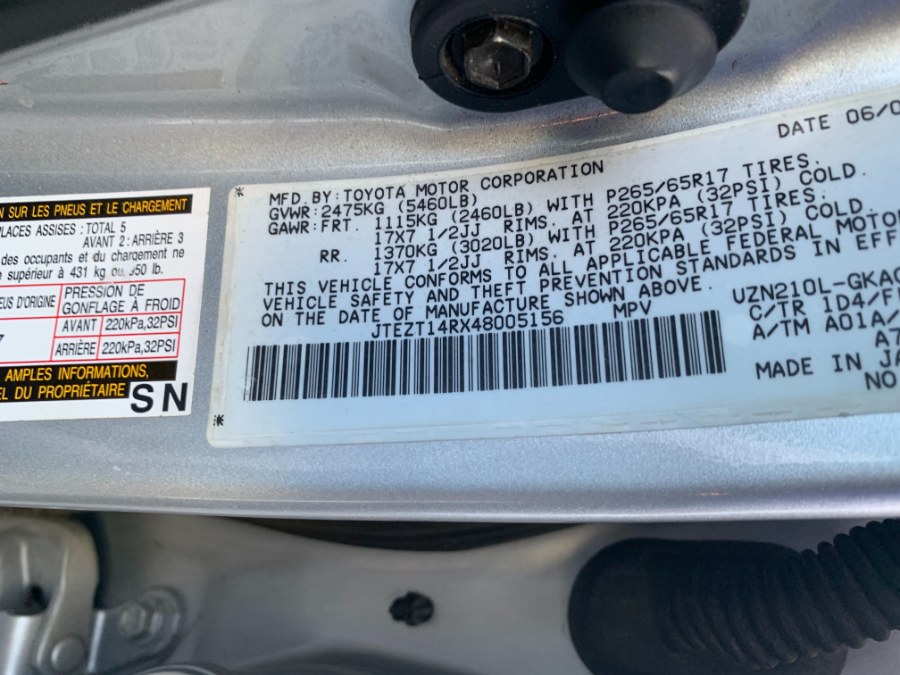 ON SUR LES PNEUS ET LE CHARGEMENT
PLACES ASSISES : TOTAL 5
AVANT 2 : ARRIÈRE 3
des occupants et du chargement ne
supérieur à 431 kg ou 950 lb.
EUS D'ORIGINE PRESSION DE
GONFLAGE À FROID
AVANT 220kPa,32PSI
7
ARRIÈRE 220kPa,32PSI
AMPLES INFORMATIONS,
EL DU PROPRIÉTAIRE
SN
DATE 06/0
MFD. BY: TOYOTA MOTOR CORPORATION
GVWR: 2475KG (5460LB)
GAWR: FRT. 1115KG (2460LB) WITH P265/65R17 TIRES.
17X7 1/2JJ RIMS. AT 220KPA (32PSI) COLD.
RR. 1370KG (3020LB) WITH P265/65R17 TIRES.
17X7 1/2JJ RIMS. AT 220KPA (32PSI) COLD.
THIS VEHICLE CONFORMS TO ALL APPLICABLE FEDERAL MOTOR
VEHICLE SAFETY AND THEFT PREVENTION STANDARDS IN EFF
ON THE DATE OF MANUFACTURE SHOWN ABOVE.
JTEZT14RX48005156 MPV
UZN210L-GKAG
C/TR 1D4/F
A/TM A01A/
A7
MADE IN JA
NO